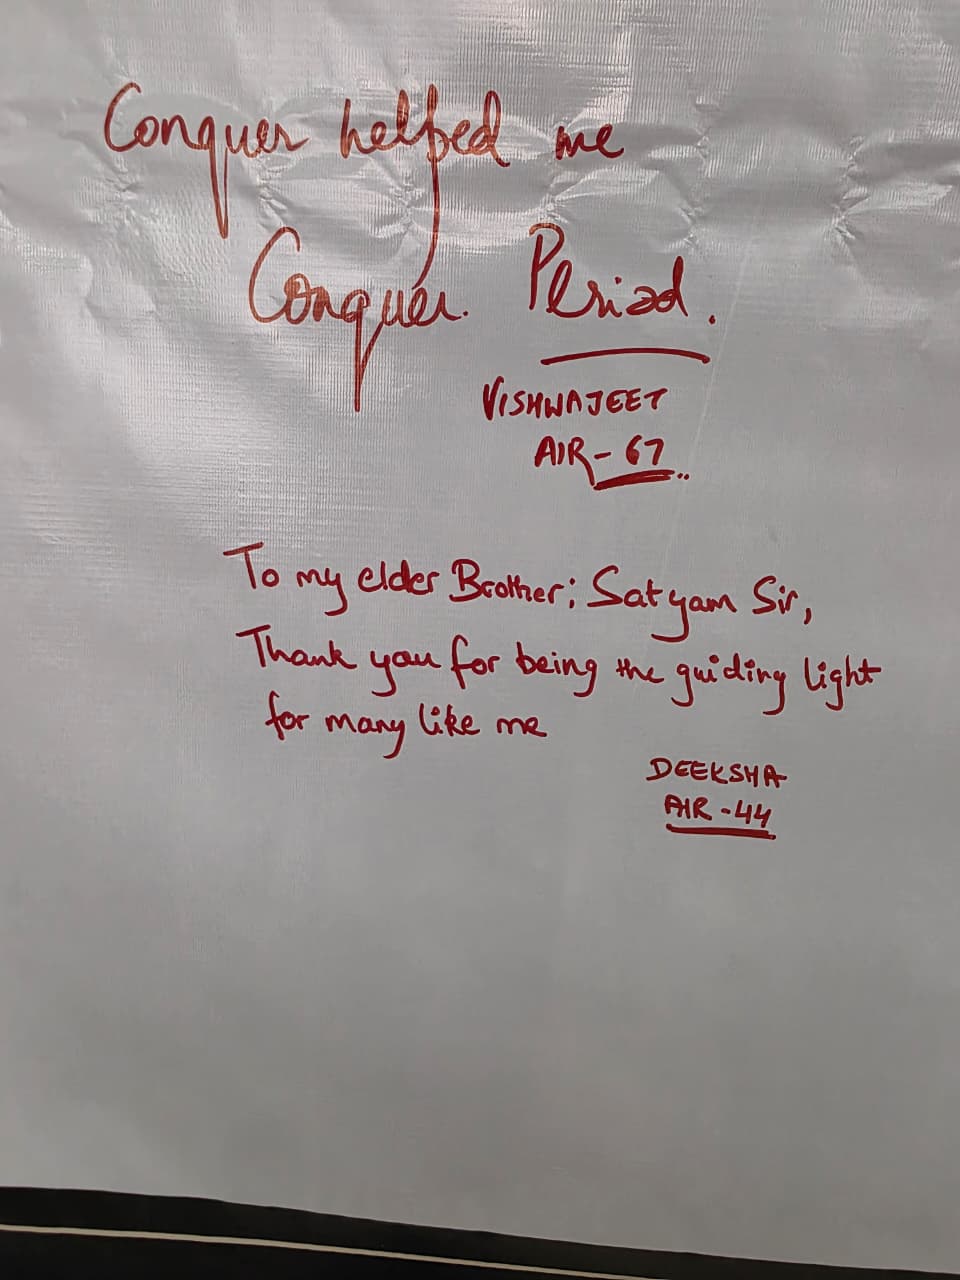 Conquer helped me
Conquer. Period.
VISHWAJEET
AIR-67..
To my elder Brother; Satyam Sir,
Thank you for being the guiding light
for many like me
DEEKSHA
AIR-44